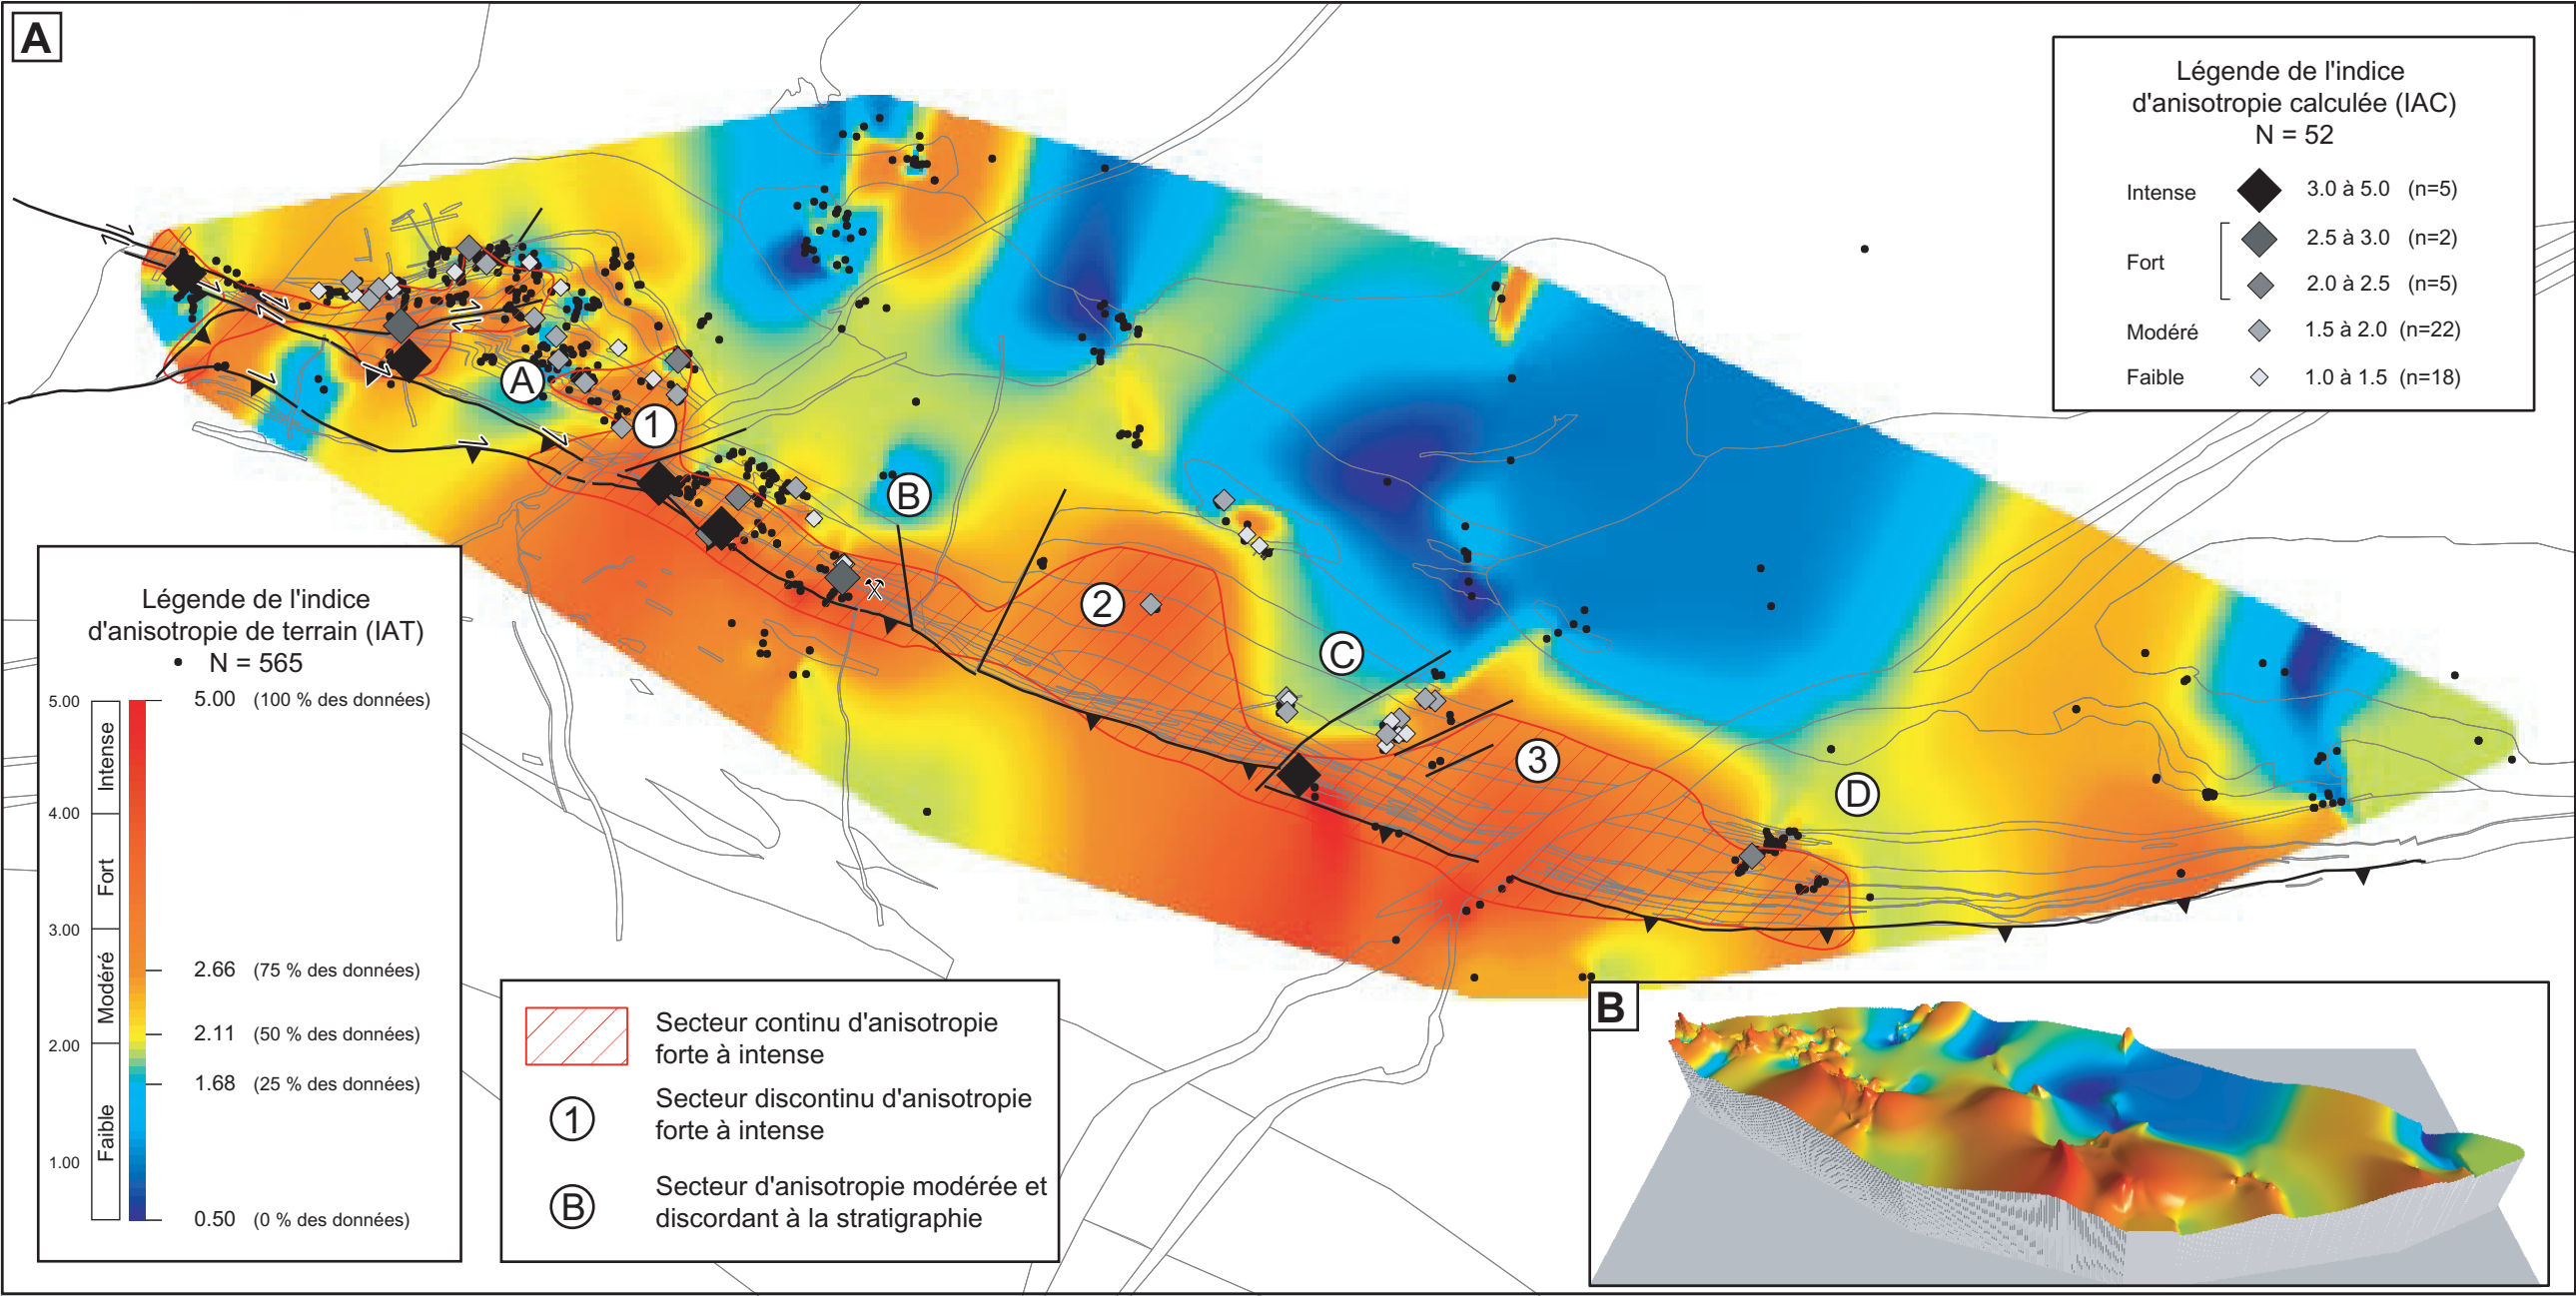 A
Légende de l'indice
d'anisotropie calculée (IAC)
N = 52
Intense 3.0 à 5.0 (n=5)
Fort
2.5 à 3.0 (n=2)
2.0 à 2.5 (n=5)
Modéré 1.5 à 2.0 (n=22)
Faible 1.0 à 1.5 (n=18)
A
1
B
2
C
3
D
Légende de l'indice
d'anisotropie de terrain (IAT)
N = 565
5.00
4.00
3.00
2.00
1.00
Intense
Fort
Modéré
Faible
5.00 (100 % des données)
2.66 (75 % des données)
2.11 (50 % des données)
1.68 (25 % des données)
0.50 (0 % des données)
Secteur continu d'anisotropie
forte à intense
1
Secteur discontinu d'anisotropie
forte à intense
B
Secteur d'anisotropie modérée et
discordant à la stratigraphie
B